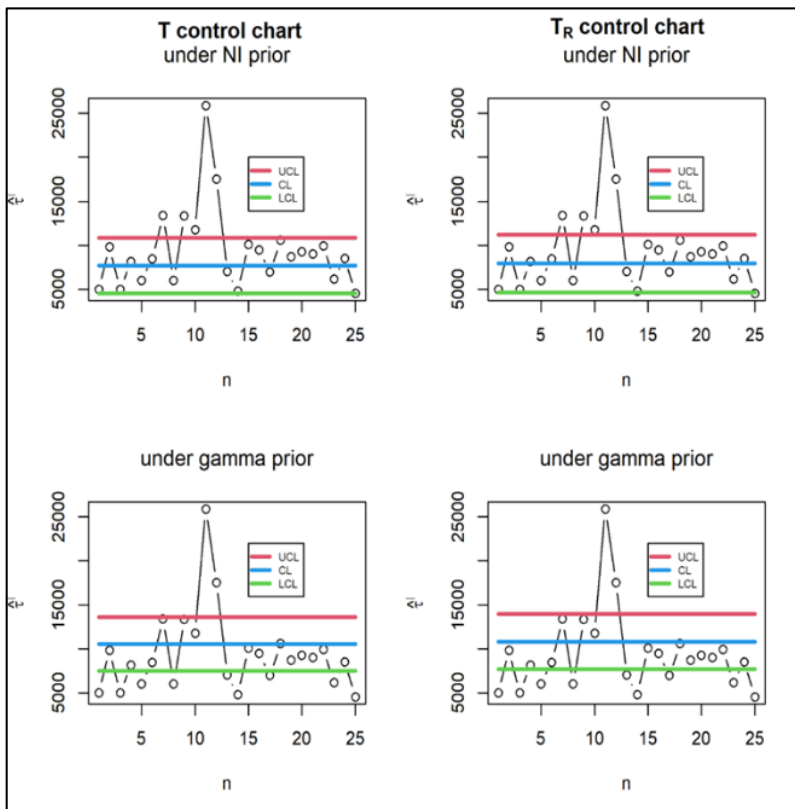 T control chart
under NI prior
25000
15000
5000
UCL
CL
LCL
5 10 15 20 25
n
T_R control chart
under NI prior
25000
15000
5000
UCL
CL
LCL
5 10 15 20 25
n
under gamma prior
25000
15000
5000
UCL
CL
LCL
5 10 15 20 25
n
under gamma prior
25000
15000
5000
UCL
CL
LCL
5 10 15 20 25
n